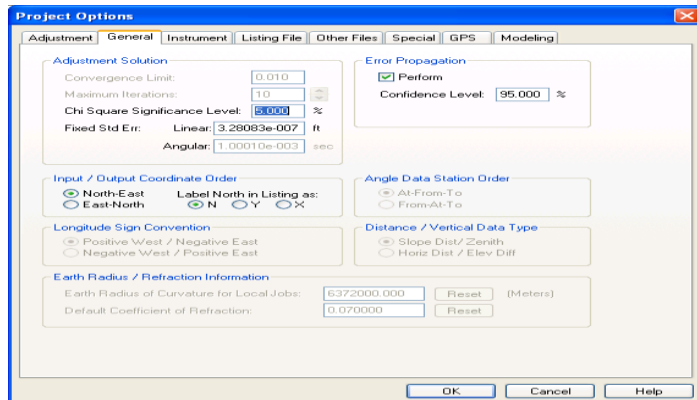 Project Options
Adjustment General Instrument Listing File Other Files Special GPS Modeling
Adjustment Solution
Convergence Limit: 0.010
Maximum Iterations: 10
Chi Square Significance Level: 5.000 %
Fixed Std Err: Linear: 3.28083e-007 ft
Angular: 1.00010e-003 sec
Error Propagation
Perform
Confidence Level: 95.000 %
Input / Output Coordinate Order
North-East Label North in Listing as:
East-North N Y X
Angle Data Station Order
At-From-To
From-At-To
Longitude Sign Convention
Positive West / Negative East
Negative West / Positive East
Distance / Vertical Data Type
Slope Dist/ Zenith
Horiz Dist / Elev Diff
Earth Radius / Refraction Information
Earth Radius of Curvature for Local Jobs: 6372000.000 Reset (Meters)
Default Coefficient of Refraction: 0.070000 Reset
OK Cancel Help